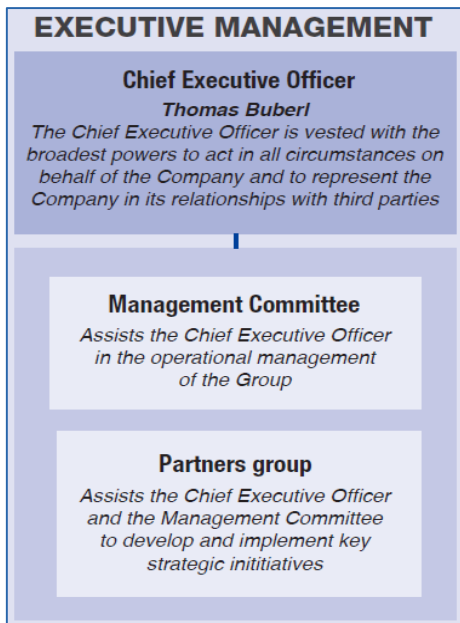 EXECUTIVE MANAGEMENT
Chief Executive Officer
Thomas Buberl
The Chief Executive Officer is vested with the
broadest powers to act in all circumstances on
behalf of the Company and to represent the
Company in its relationships with third parties
Management Committee
Assists the Chief Executive Officer
in the operational management
of the Group
Partners group
Assists the Chief Executive Officer
and the Management Committee
to develop and implement key
strategic inititiatives